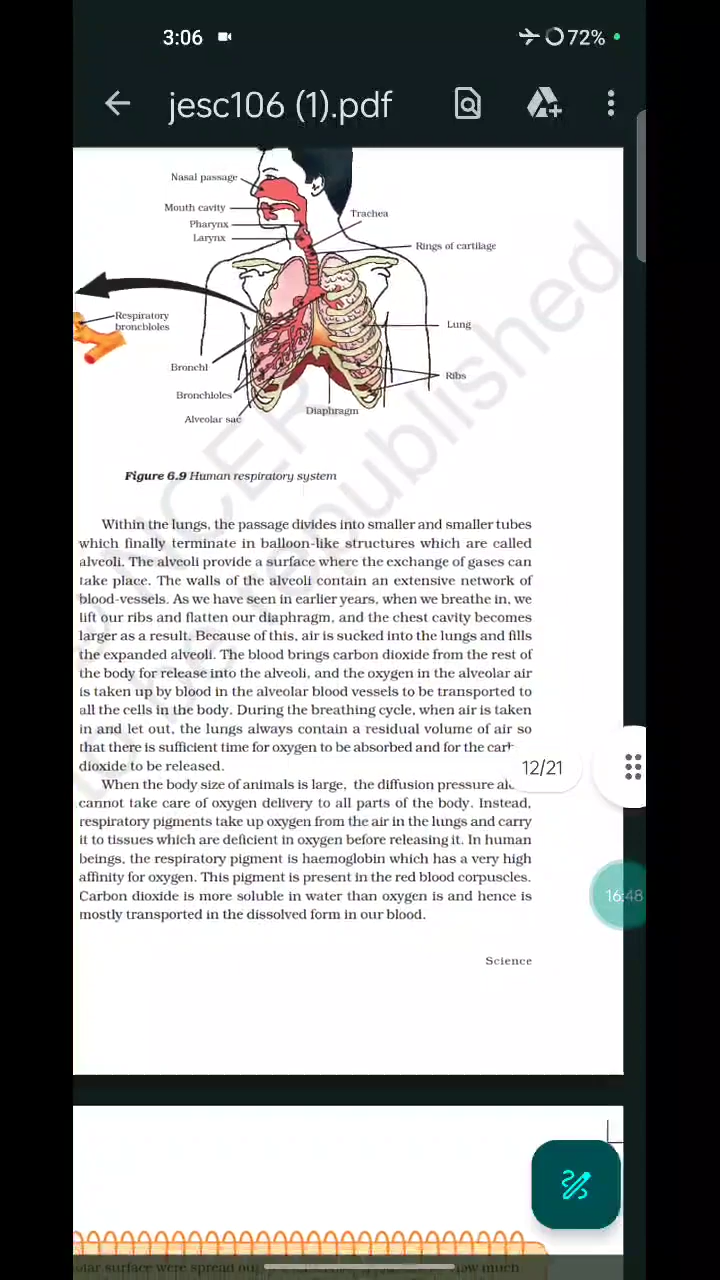 3:06
72%
jesc106 (1).pdf
Nasal passage
Mouth cavity
Pharynx
Larynx
Trachea
Rings of cartilage
Respiratory
bronchioles
Lung
Bronchi
Ribs
Bronchioles
Diaphragm
Alveolar sac
Figure 6.9 Human respiratory system
Within the lungs, the passage divides into smaller and smaller tubes
which finally terminate in balloon-like structures which are called
alveoli. The alveoli provide a surface where the exchange of gases can
take place. The walls of the alveoli contain an extensive network of
blood-vessels. As we have seen in earlier years, when we breathe in, we
lift our ribs and flatten our diaphragm, and the chest cavity becomes
larger as a result. Because of this, air is sucked into the lungs and fills
the expanded alveoli. The blood brings carbon dioxide from the rest of
the body for release into the alveoli, and the oxygen in the alveolar air
is taken up by blood in the alveolar blood vessels to be transported to
all the cells in the body. During the breathing cycle, when air is taken
in and let out, the lungs always contain a residual volume of air so
that there is sufficient time for oxygen to be absorbed and for the
dioxide to be released.
12/21
When the body size of animals is large, the diffusion pressure
cannot take care of oxygen delivery to all parts of the body. Instead,
respiratory pigments take up oxygen from the air in the lungs and carry
it to tissues which are deficient in oxygen before releasing it. In human
beings, the respiratory pigment is haemoglobin which has a very high
affinity for oxygen. This pigment is present in the red blood corpuscles.
16:48
Carbon dioxide is more soluble in water than oxygen is and hence is
mostly transported in the dissolved form in our blood.
Science
© NCERT
to be republished
surface were spread much